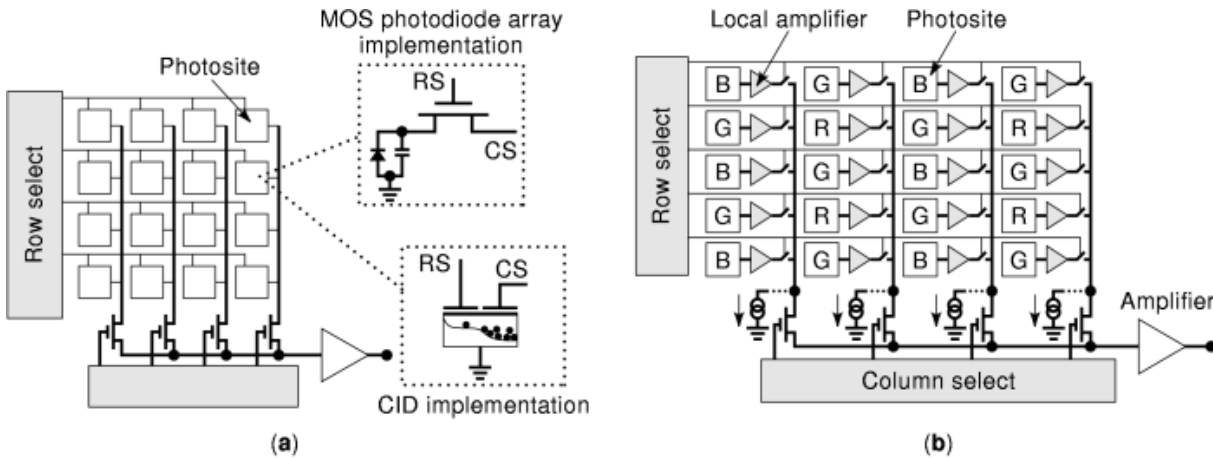 MOS photodiode array
implementation
Photosite
RS
CS
Row select
RS
CS
CID implementation
(a)
Local amplifier
Photosite
Row select
B G B G
G R G R
B G B G
G R G R
B G B G
Amplifier
Column select
(b)